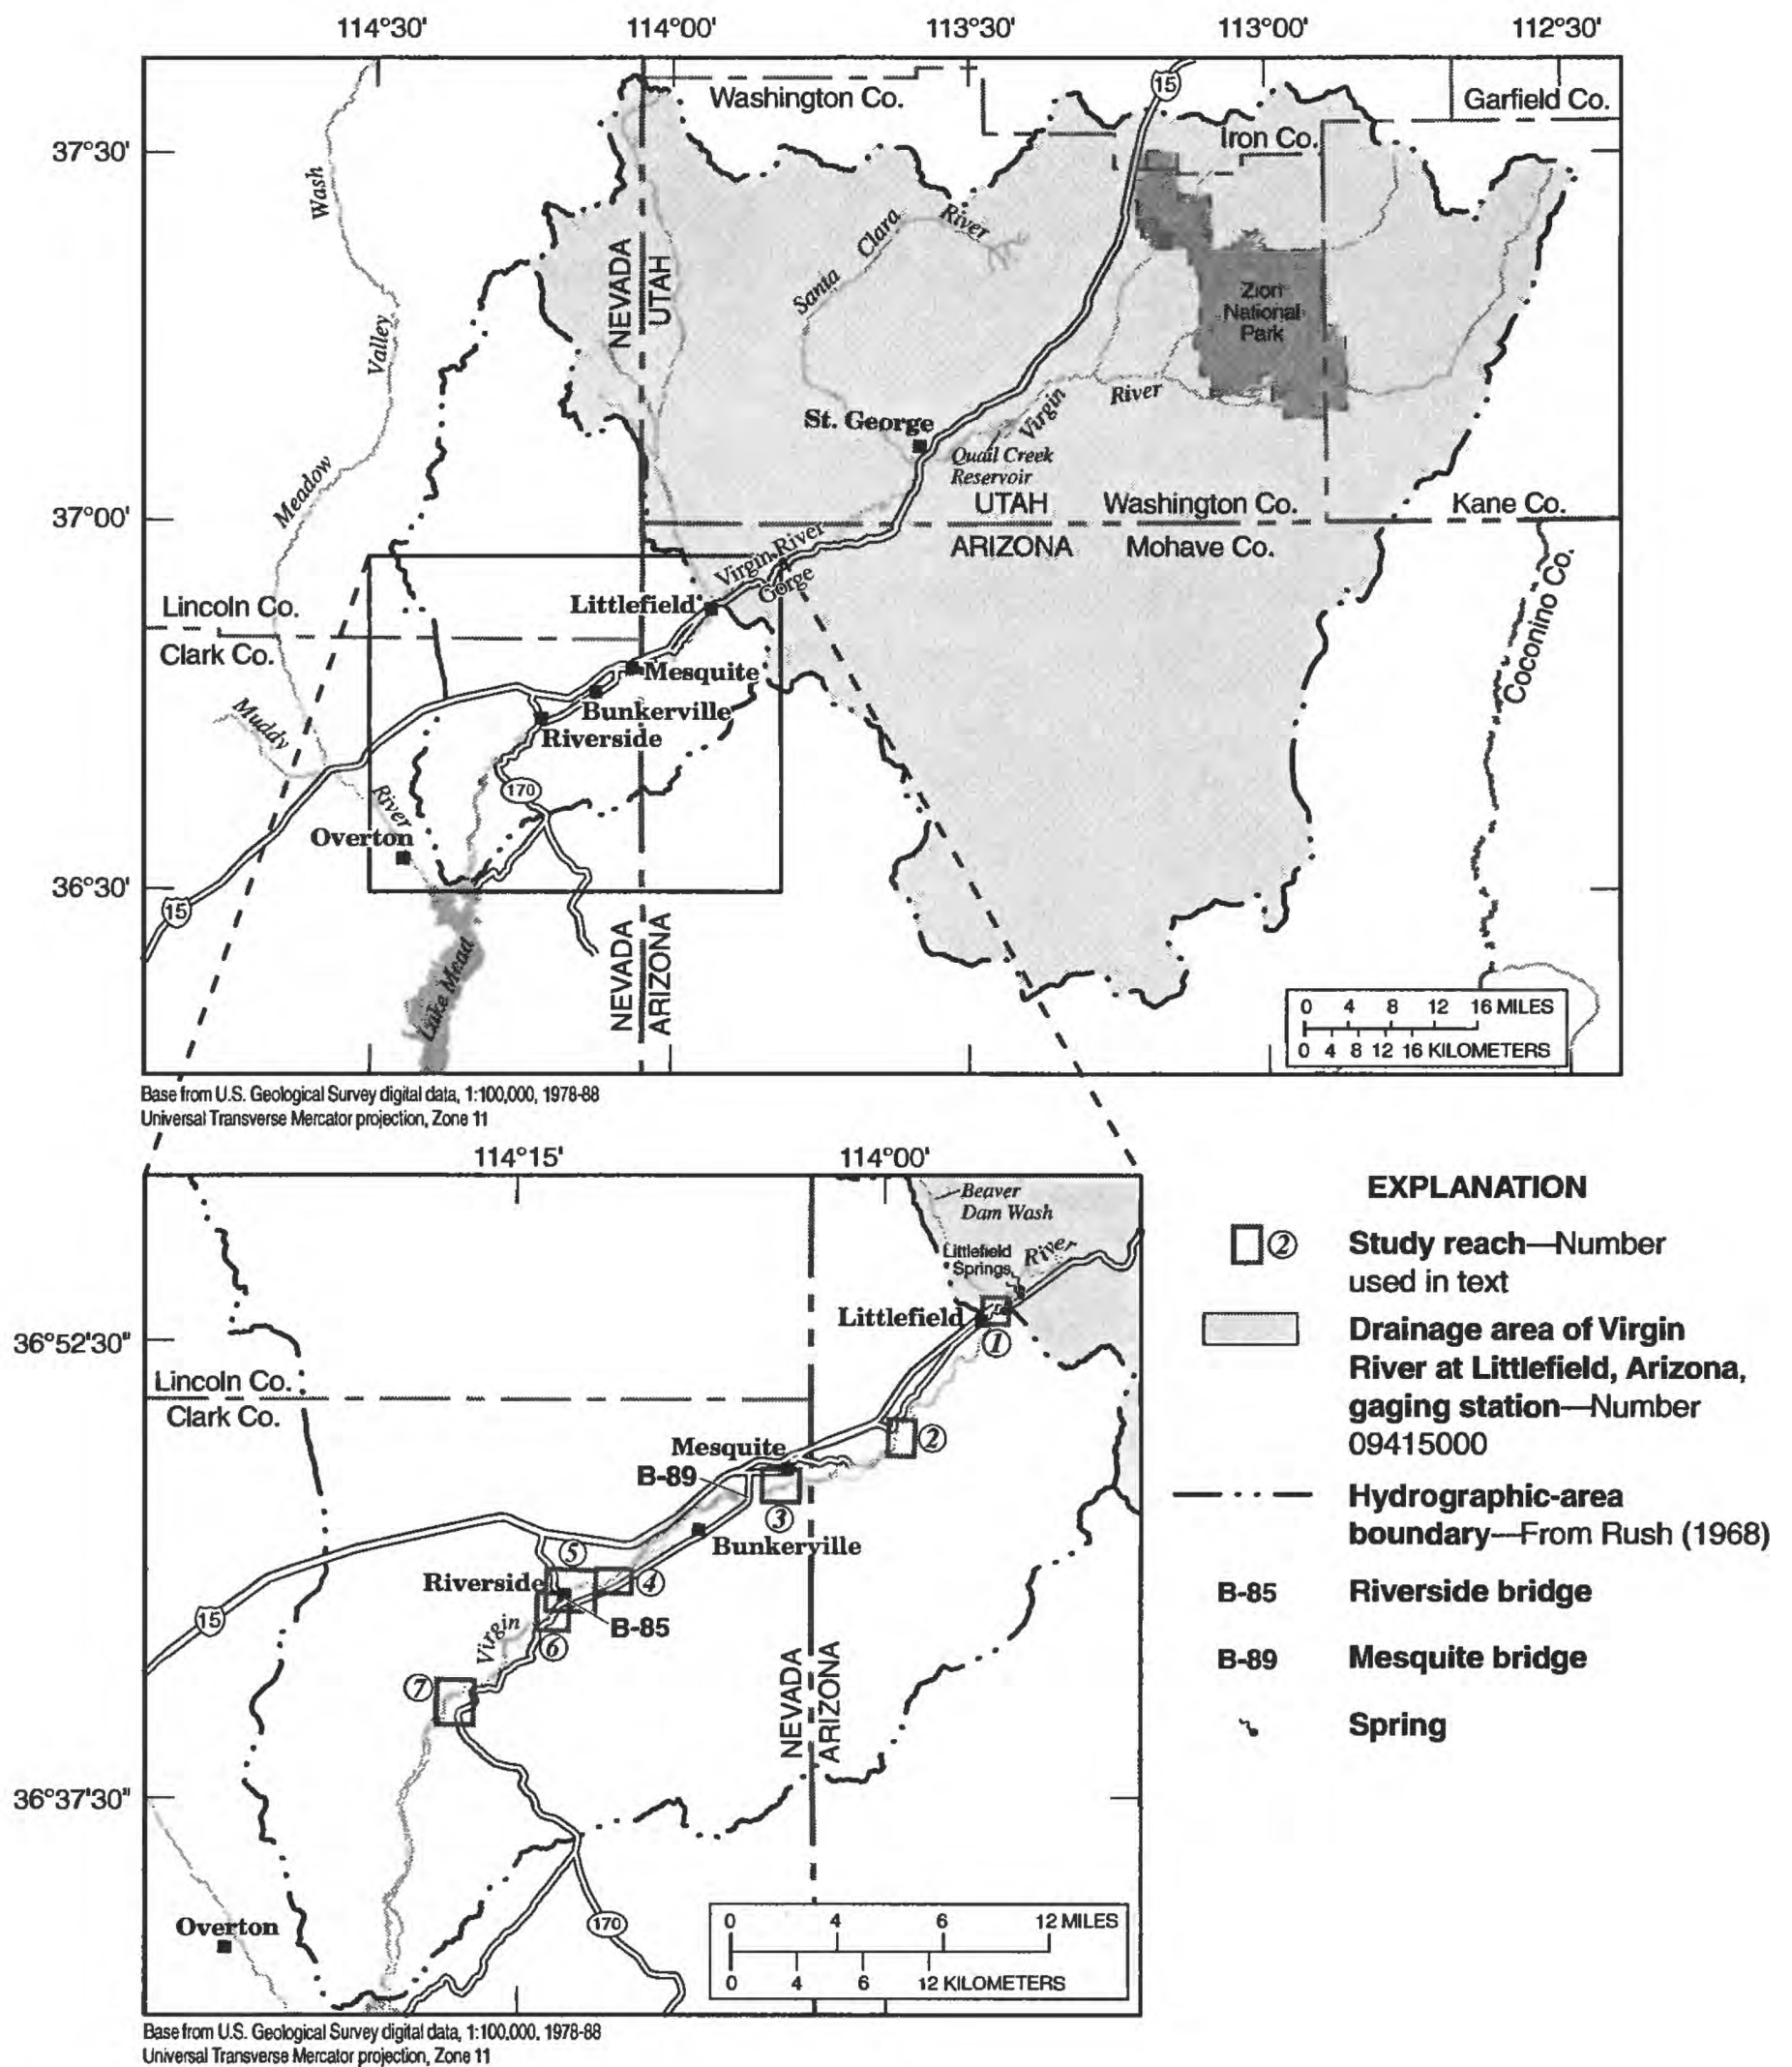 114°30' 114°00' 113°30' 113°00' 112°30'
37°30'
37°00'
36°30'
Washington Co.
15
Garfield Co.
Iron Co.
Wash
Valley
Meadow
NEVADA
UTAH
Santa Clara River
Zion
National
Park
St. George
Virgin River
Quail Creek
Reservoir
UTAH Washington Co.
Kane Co.
ARIZONA Mohave Co.
Coconino Co.
Virgin River
Gorge
Littlefield
Lincoln Co.
Clark Co.
Mesquite
Bunkerville
Riverside
Muddy
River
170
Overton
15
Lake Mead
NEVADA
ARIZONA
0 4 8 12 16 MILES
0 4 8 12 16 KILOMETERS
Base from U.S. Geological Survey digital data, 1:100,000, 1978-88
Universal Transverse Mercator projection, Zone 11
114°15' 114°00'
36°52'30"
36°37'30"
Beaver
Dam Wash
Littlefield
Springs
River
Littlefield
1
Lincoln Co.
Clark Co.
2
Mesquite
B-89
3
Bunkerville
5
Riverside
4
B-85
15
Virgin
6
7
NEVADA
ARIZONA
Overton
170
0 4 6 12 MILES
0 4 6 12 KILOMETERS
Base from U.S. Geological Survey digital data, 1:100,000, 1978-88
Universal Transverse Mercator projection, Zone 11
EXPLANATION
2 Study reach—Number
used in text
Drainage area of Virgin
River at Littlefield, Arizona,
gaging station—Number
09415000
Hydrographic-area
boundary—From Rush (1968)
B-85 Riverside bridge
B-89 Mesquite bridge
Spring